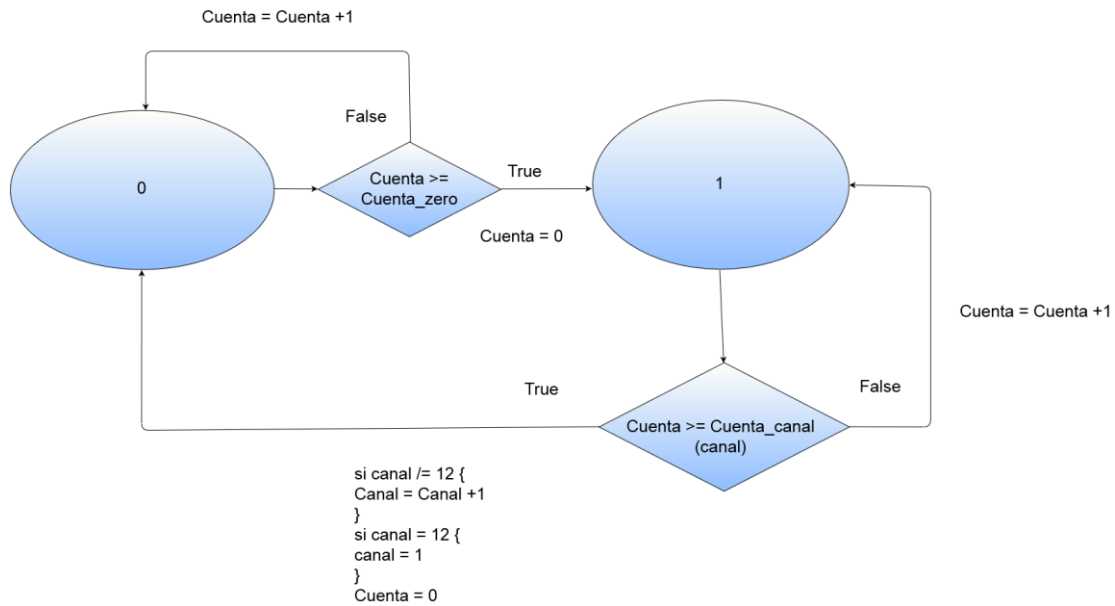 Cuenta = Cuenta +1
False
0
Cuenta >=
Cuenta_zero
True
1
Cuenta = 0
Cuenta = Cuenta +1
True
False
Cuenta >= Cuenta_canal
(canal)
si canal /= 12 {
Canal = Canal +1
}
si canal = 12 {
canal = 1
}
Cuenta = 0